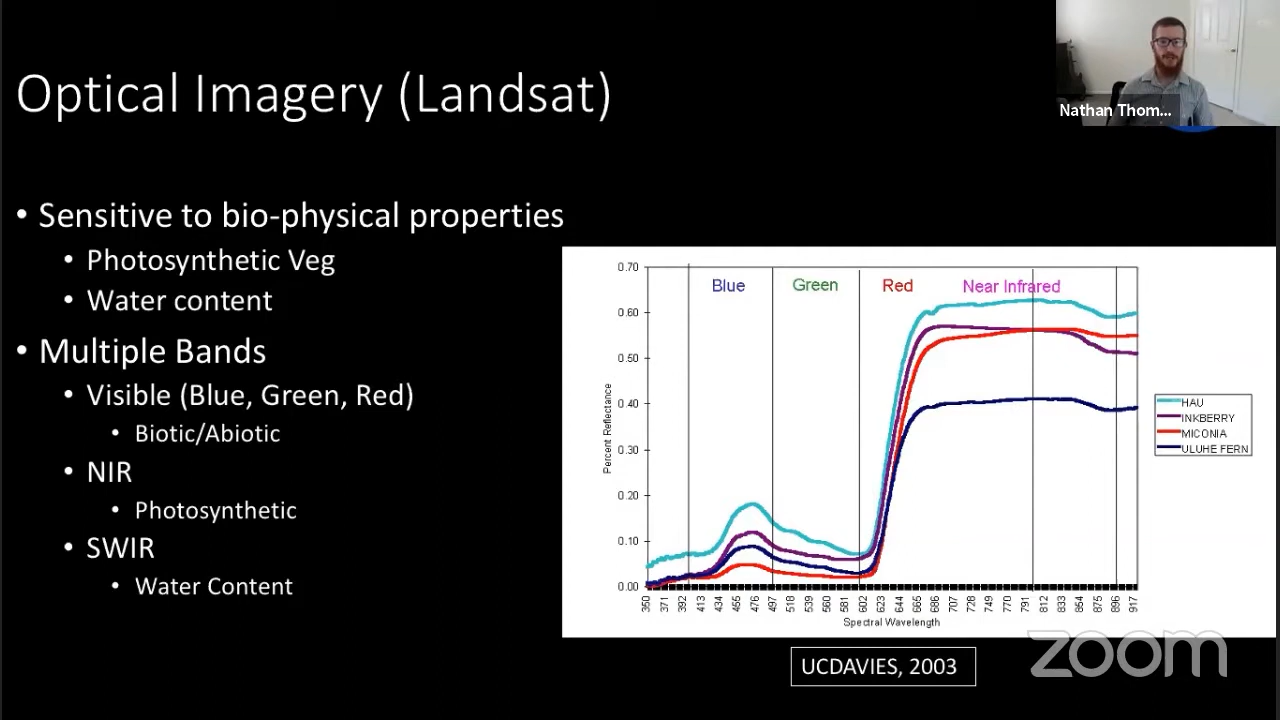 Optical Imagery (Landsat)
Nathan Thom...
• Sensitive to bio-physical properties
• Photosynthetic Veg
• Water content
• Multiple Bands
• Visible (Blue, Green, Red)
• Biotic/Abiotic
• NIR
• Photosynthetic
• SWIR
• Water Content
Blue Green Red Near Infrared
Percent Reflectance
0.70
0.60
0.50
0.40
0.30
0.20
0.10
0.00
350 371 392 413 434 455 476 497 518 539 560 581 602 623 644 665 686 707 728 749 770 791 812 833 854 875 896 917
Spectral Wavelength
HAU
INKBERRY
MICONIA
ULUHE FERN
UCDAVIES, 2003
zoom